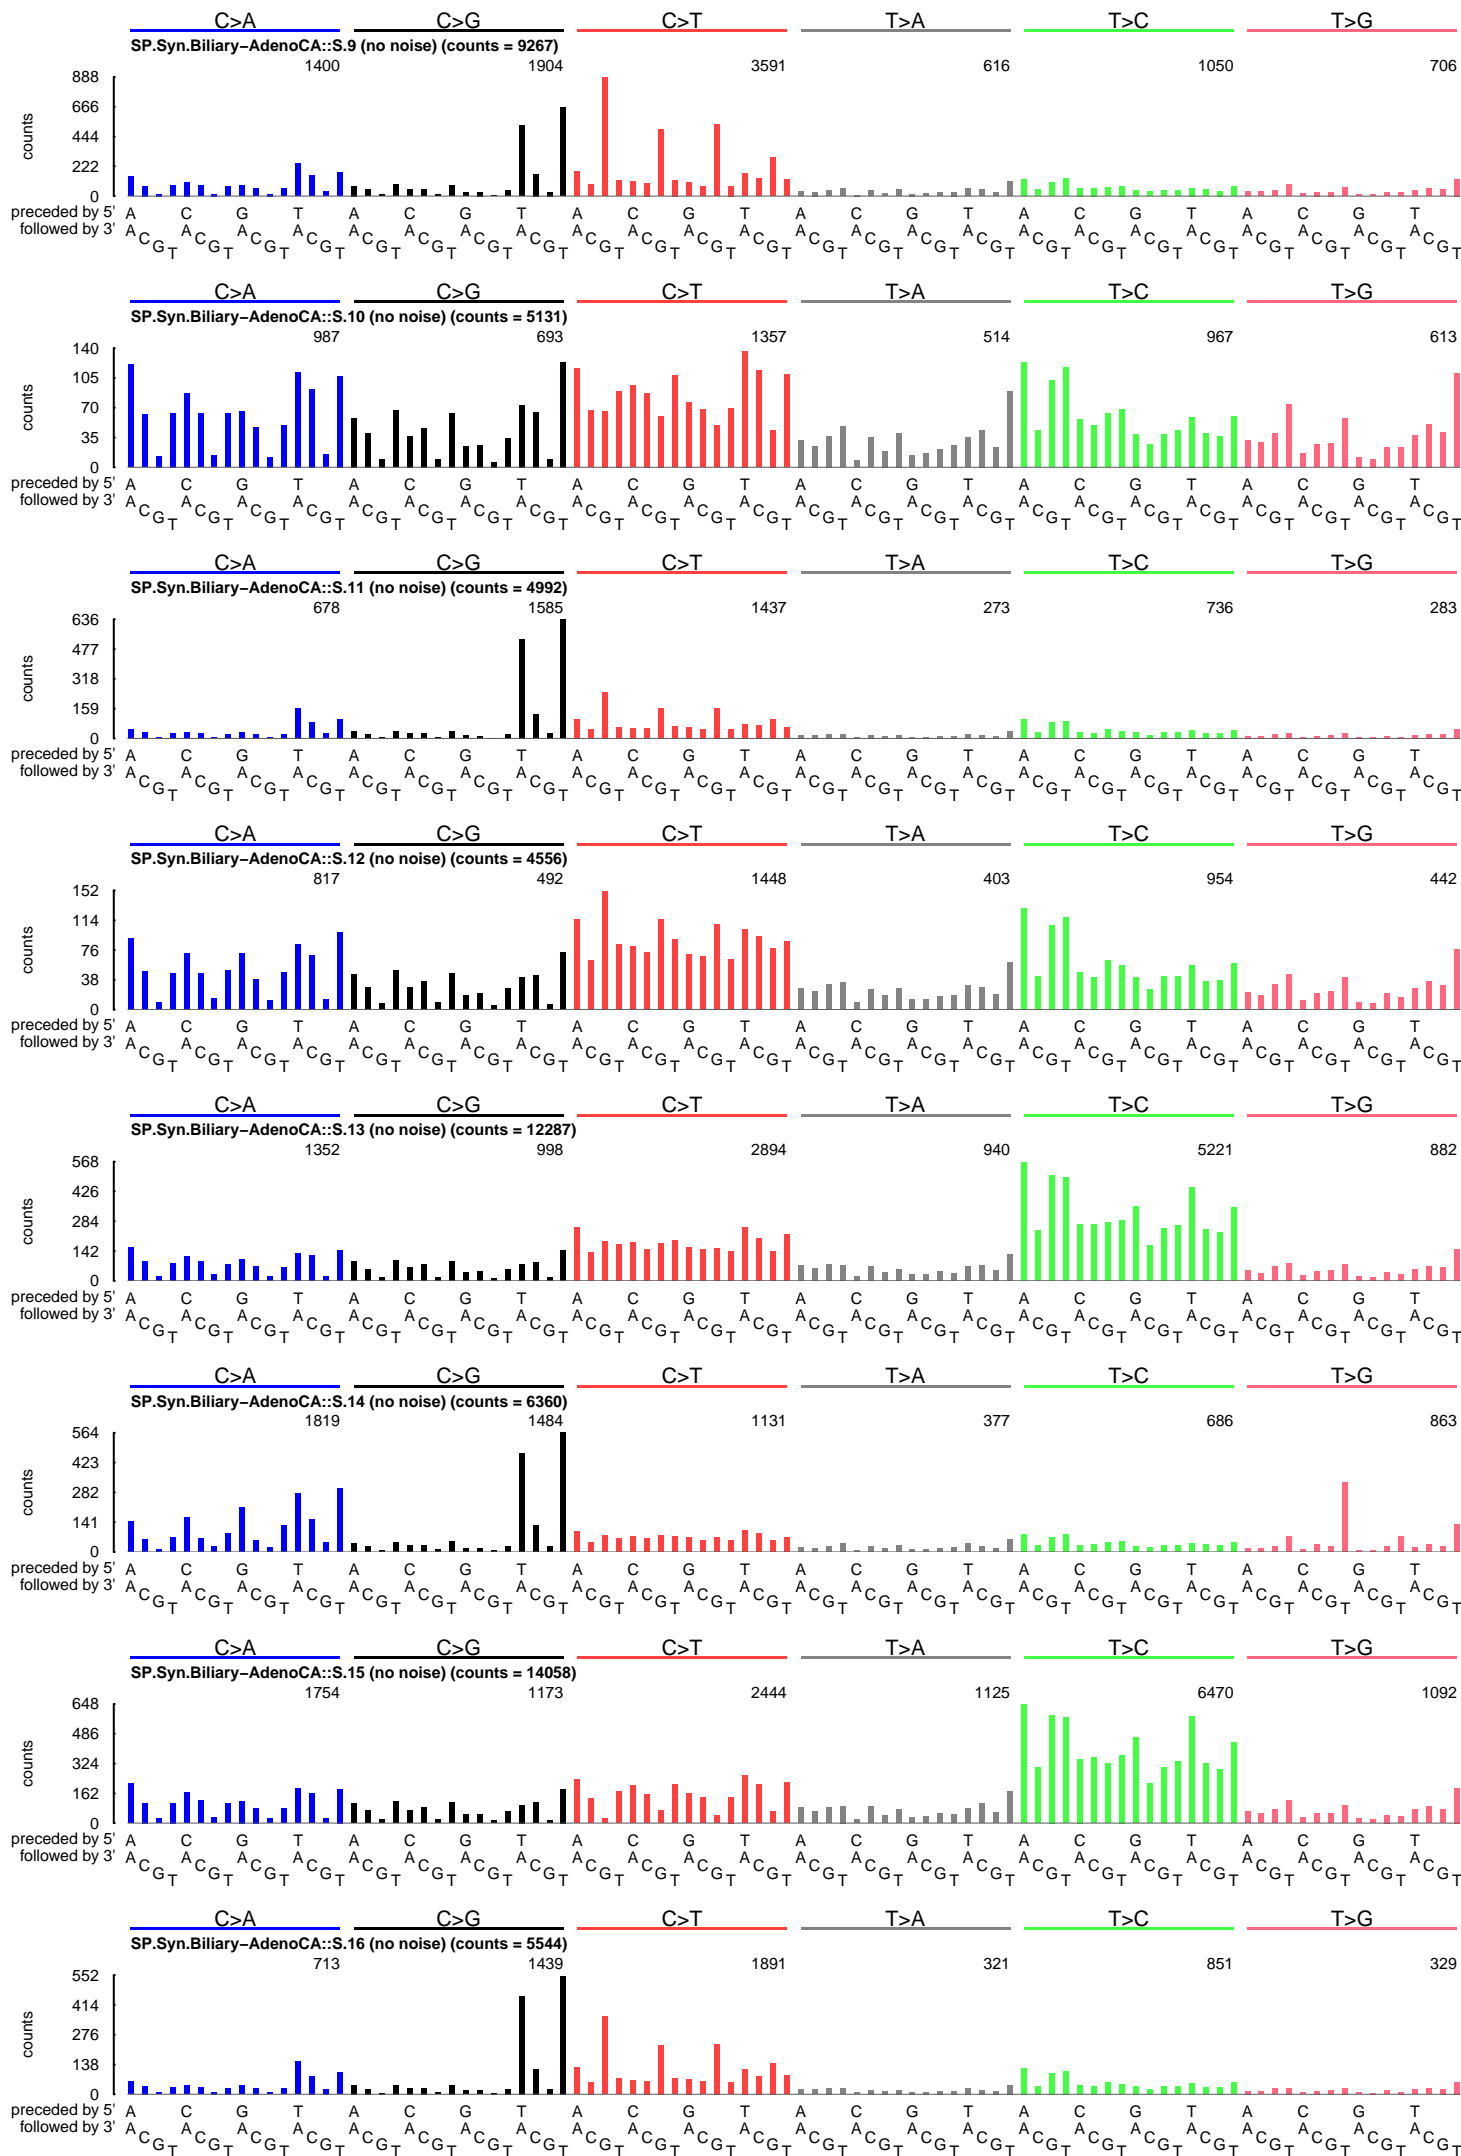 C>A C>G C>T T>A T>C T>G
SP.Syn.Biliary−AdenoCA::S.9 (no noise) (counts = 9267)
1400 1904 3591 616 1050 706
888
666
444
222
0
counts
preceded by 5' A C G T A C G T A C G T A C G T A C G T A C G T
followed by 3' A C G T A C G T A C G T A C G T A C G T A C G T A C G T A C G T A C G T A C G T A C G T A C G T A C G T A C G T A C G T A C G T A C G T A C G T A C G T A C G T A C G T A C G T A C G T A C G T
C>A C>G C>T T>A T>C T>G
SP.Syn.Biliary−AdenoCA::S.10 (no noise) (counts = 5131)
987 693 1357 514 967 613
140
105
70
35
0
counts
preceded by 5' A C G T A C G T A C G T A C G T A C G T A C G T
followed by 3' A C G T A C G T A C G T A C G T A C G T A C G T A C G T A C G T A C G T A C G T A C G T A C G T A C G T A C G T A C G T A C G T A C G T A C G T A C G T A C G T A C G T A C G T A C G T A C G T
C>A C>G C>T T>A T>C T>G
SP.Syn.Biliary−AdenoCA::S.11 (no noise) (counts = 4992)
678 1585 1437 273 736 283
636
477
318
159
0
counts
preceded by 5' A C G T A C G T A C G T A C G T A C G T A C G T
followed by 3' A C G T A C G T A C G T A C G T A C G T A C G T A C G T A C G T A C G T A C G T A C G T A C G T A C G T A C G T A C G T A C G T A C G T A C G T A C G T A C G T A C G T A C G T A C G T A C G T
C>A C>G C>T T>A T>C T>G
SP.Syn.Biliary−AdenoCA::S.12 (no noise) (counts = 4556)
817 492 1448 403 954 442
152
114
76
38
0
counts
preceded by 5' A C G T A C G T A C G T A C G T A C G T A C G T
followed by 3' A C G T A C G T A C G T A C G T A C G T A C G T A C G T A C G T A C G T A C G T A C G T A C G T A C G T A C G T A C G T A C G T A C G T A C G T A C G T A C G T A C G T A C G T A C G T A C G T
C>A C>G C>T T>A T>C T>G
SP.Syn.Biliary−AdenoCA::S.13 (no noise) (counts = 12287)
1352 998 2894 940 5221 882
568
426
284
142
0
counts
preceded by 5' A C G T A C G T A C G T A C G T A C G T A C G T
followed by 3' A C G T A C G T A C G T A C G T A C G T A C G T A C G T A C G T A C G T A C G T A C G T A C G T A C G T A C G T A C G T A C G T A C G T A C G T A C G T A C G T A C G T A C G T A C G T A C G T
C>A C>G C>T T>A T>C T>G
SP.Syn.Biliary−AdenoCA::S.14 (no noise) (counts = 6360)
1819 1484 1131 377 686 863
564
423
282
141
0
counts
preceded by 5' A C G T A C G T A C G T A C G T A C G T A C G T
followed by 3' A C G T A C G T A C G T A C G T A C G T A C G T A C G T A C G T A C G T A C G T A C G T A C G T A C G T A C G T A C G T A C G T A C G T A C G T A C G T A C G T A C G T A C G T A C G T A C G T
C>A C>G C>T T>A T>C T>G
SP.Syn.Biliary−AdenoCA::S.15 (no noise) (counts = 14058)
1754 1173 2444 1125 6470 1092
648
486
324
162
0
counts
preceded by 5' A C G T A C G T A C G T A C G T A C G T A C G T
followed by 3' A C G T A C G T A C G T A C G T A C G T A C G T A C G T A C G T A C G T A C G T A C G T A C G T A C G T A C G T A C G T A C G T A C G T A C G T A C G T A C G T A C G T A C G T A C G T A C G T
C>A C>G C>T T>A T>C T>G
SP.Syn.Biliary−AdenoCA::S.16 (no noise) (counts = 5544)
713 1439 1891 321 851 329
552
414
276
138
0
counts
preceded by 5' A C G T A C G T A C G T A C G T A C G T A C G T
followed by 3' A C G T A C G T A C G T A C G T A C G T A C G T A C G T A C G T A C G T A C G T A C G T A C G T A C G T A C G T A C G T A C G T A C G T A C G T A C G T A C G T A C G T A C G T A C G T A C G T